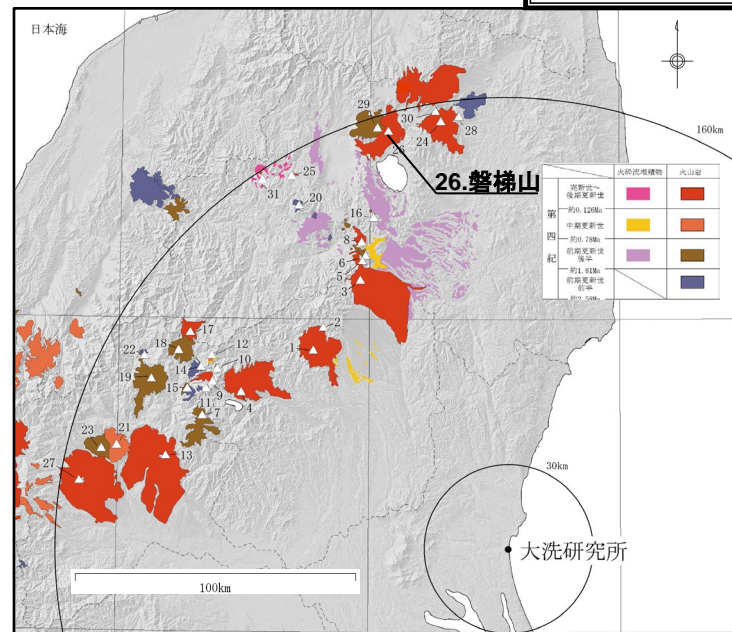 日本海
160km
29
30
28
24
26
26.磐梯山
25
31
20
16
8
6
5
3
火砕流堆積物
火山岩
第四紀
完新世~
後期更新世
約0.126Ma
中期更新世
約0.78Ma
前期更新世
後半
約1.81Ma
前期更新世
前半
約2.58Ma
17
2
18
12
22
14
10
1
19
15
9
11
4
7
23
21
13
27
30km
大洗研究所
100km